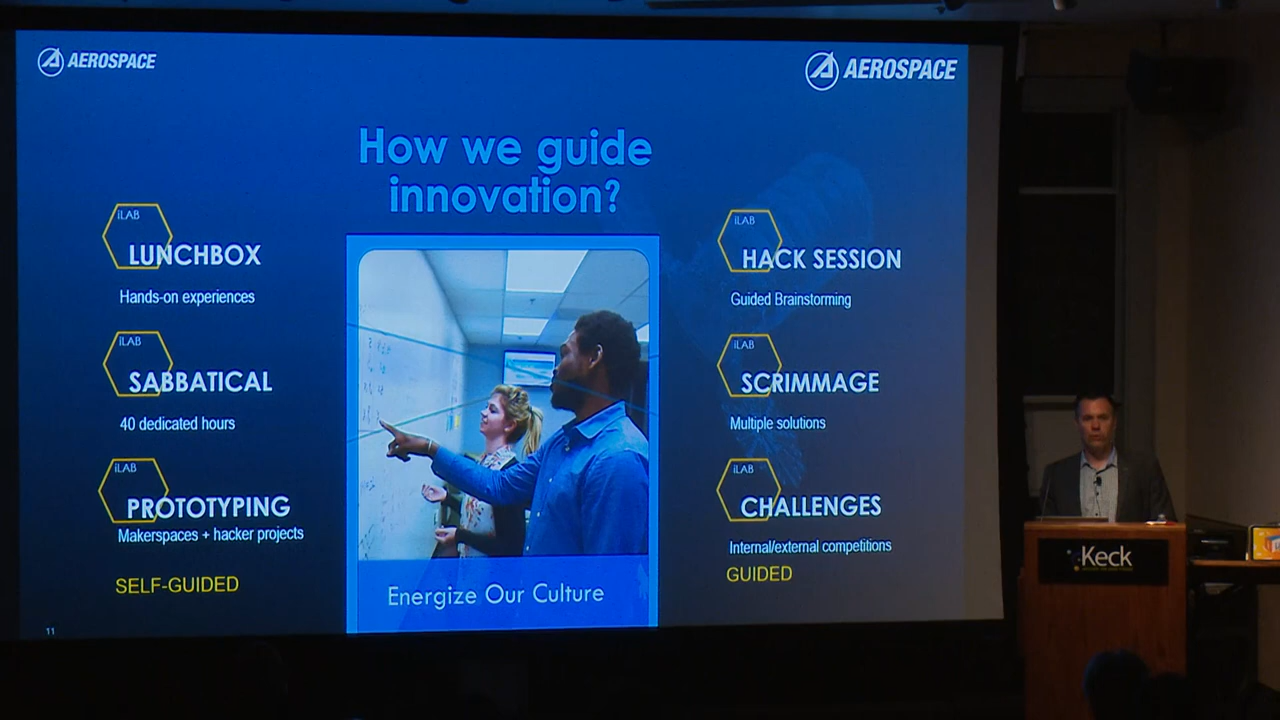 AEROSPACE
AEROSPACE
How we guide
innovation?
iLAB
LUNCHBOX
Hands-on experiences
iLAB
SABBATICAL
40 dedicated hours
iLAB
PROTOTYPING
Makerspaces + hacker projects
SELF-GUIDED
Energize Our Culture
iLAB
HACK SESSION
Guided Brainstorming
iLAB
SCRIMMAGE
Multiple solutions
iLAB
CHALLENGES
Internal/external competitions
GUIDED
11
Keck